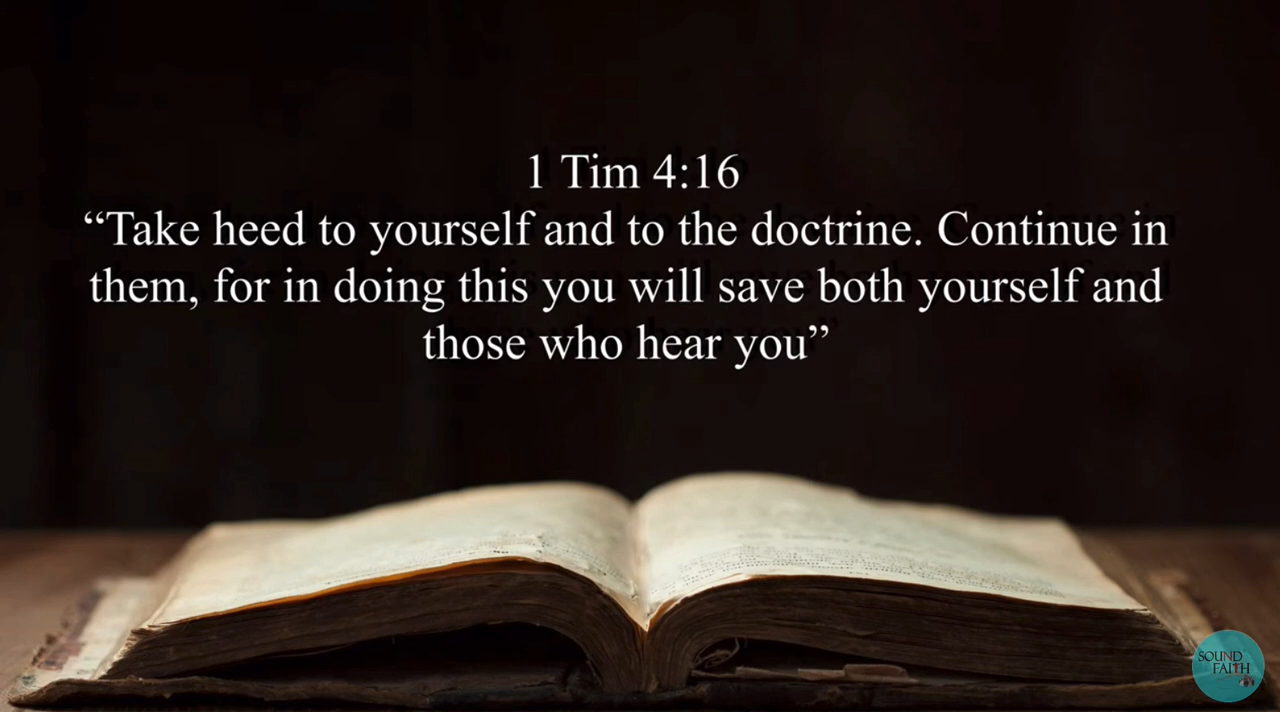 1 Tim 4:16
“Take heed to yourself and to the doctrine. Continue in
them, for in doing this you will save both yourself and
those who hear you”
SOUND
FAITH